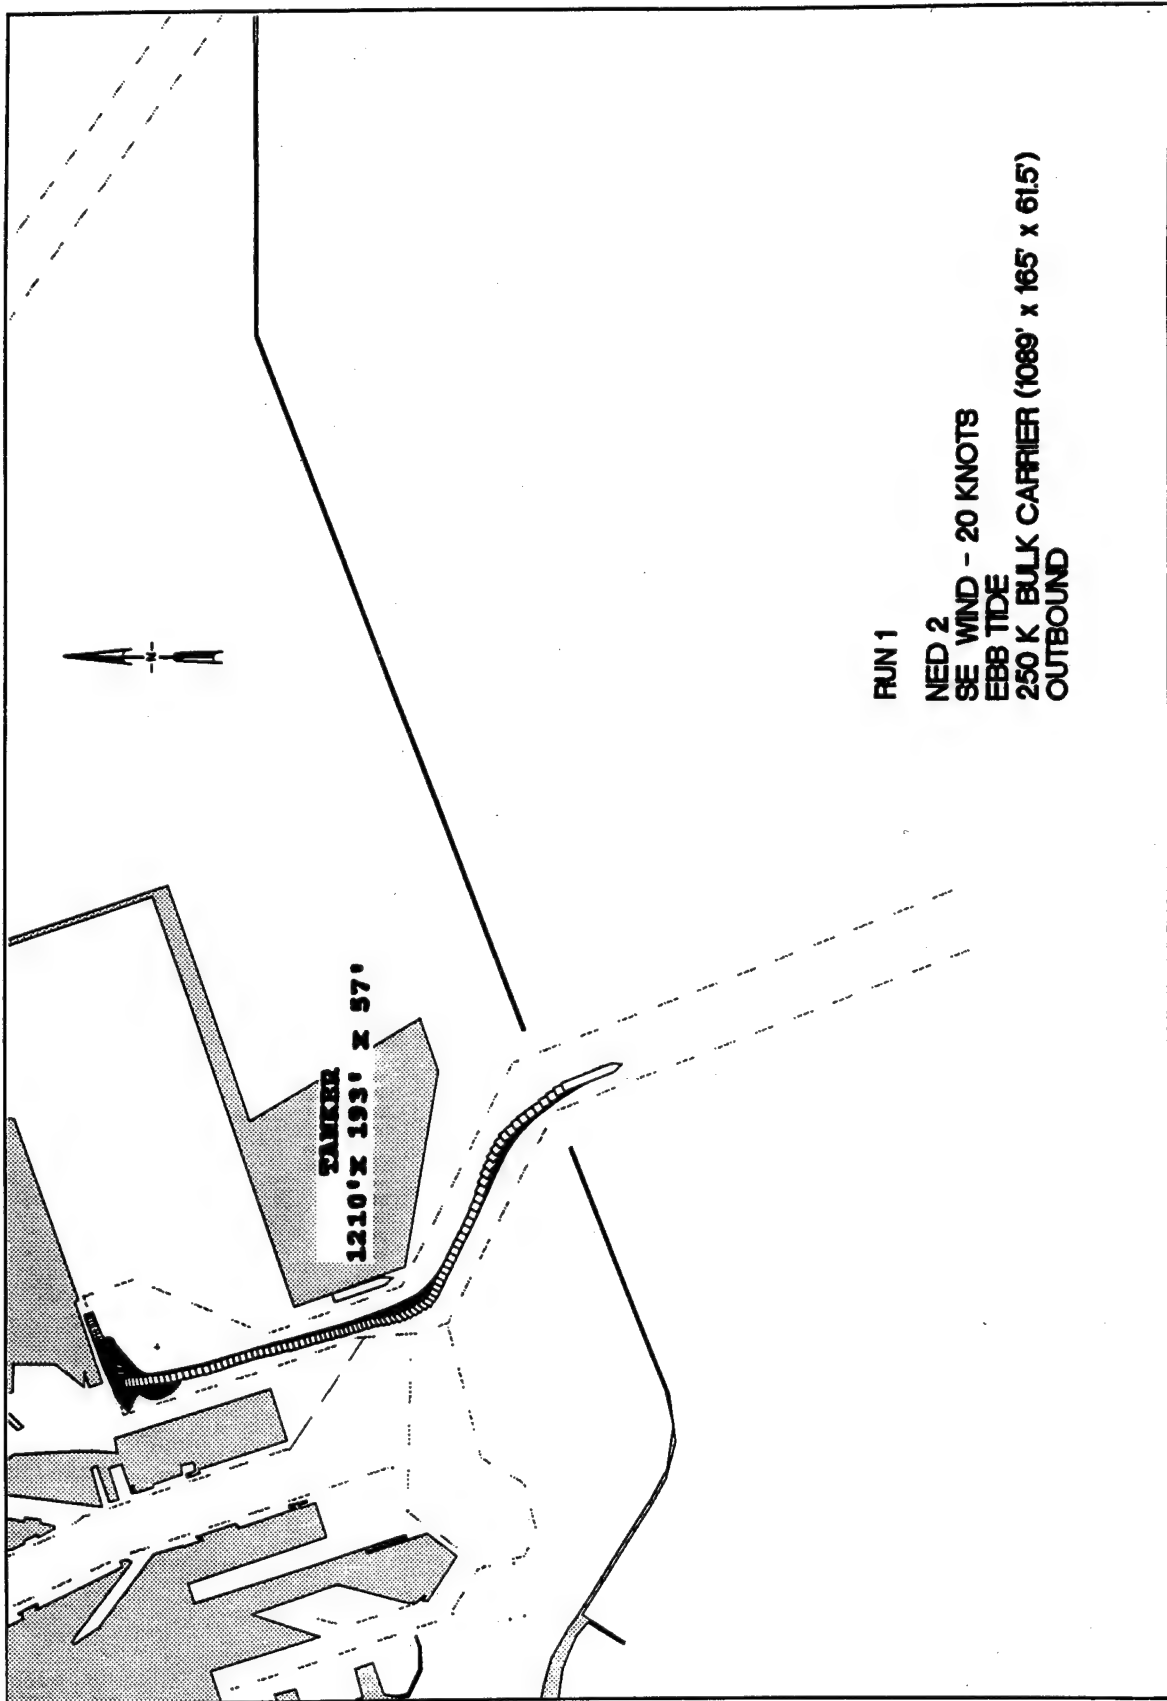 TANKER
1210'X 193' X 57'
N
RUN 1
NED 2
SE WIND - 20 KNOTS
EBB TIDE
250 K BULK CARRIER (1089' x 165' x 61.5')
OUTBOUND